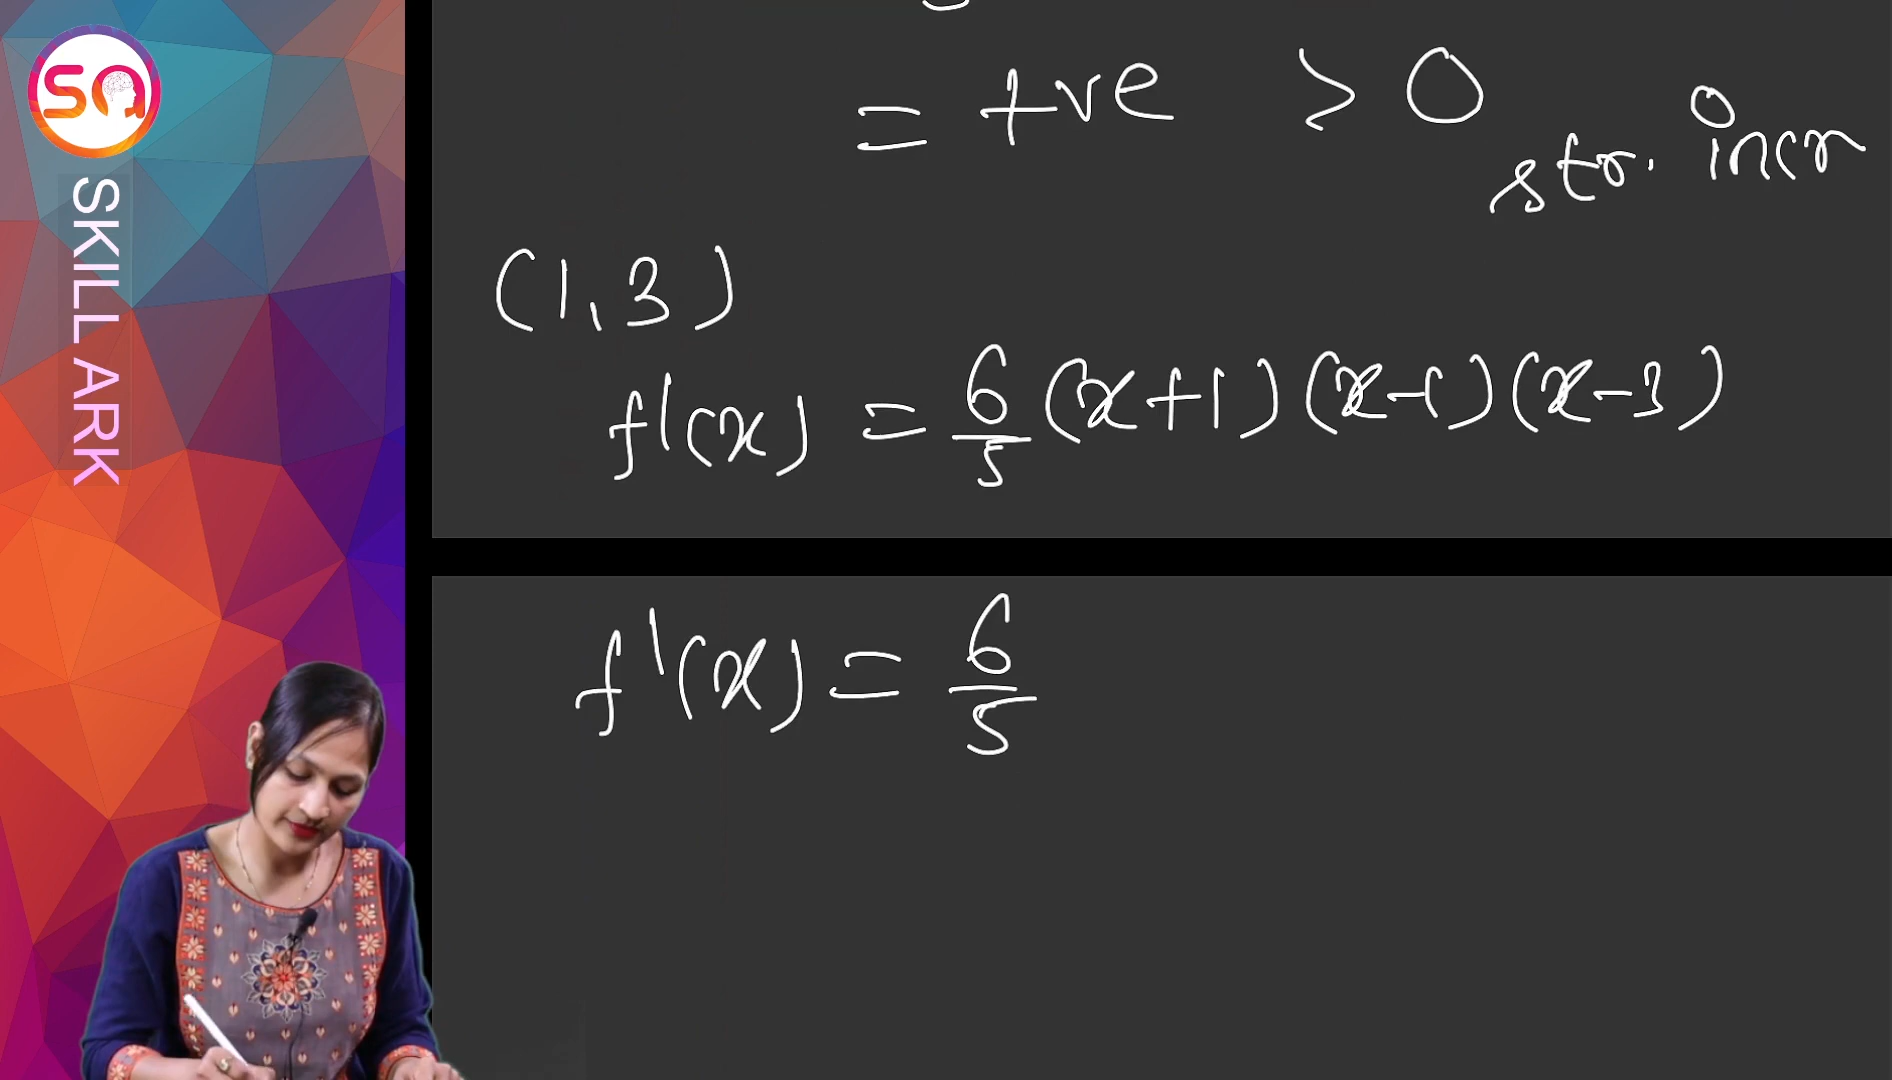 SKILL ARK
= +ve > 0
str. incr
(1,3)
f'(x) = 6/5 (x+1)(x-1)(x-3)
f'(x) = 6/5